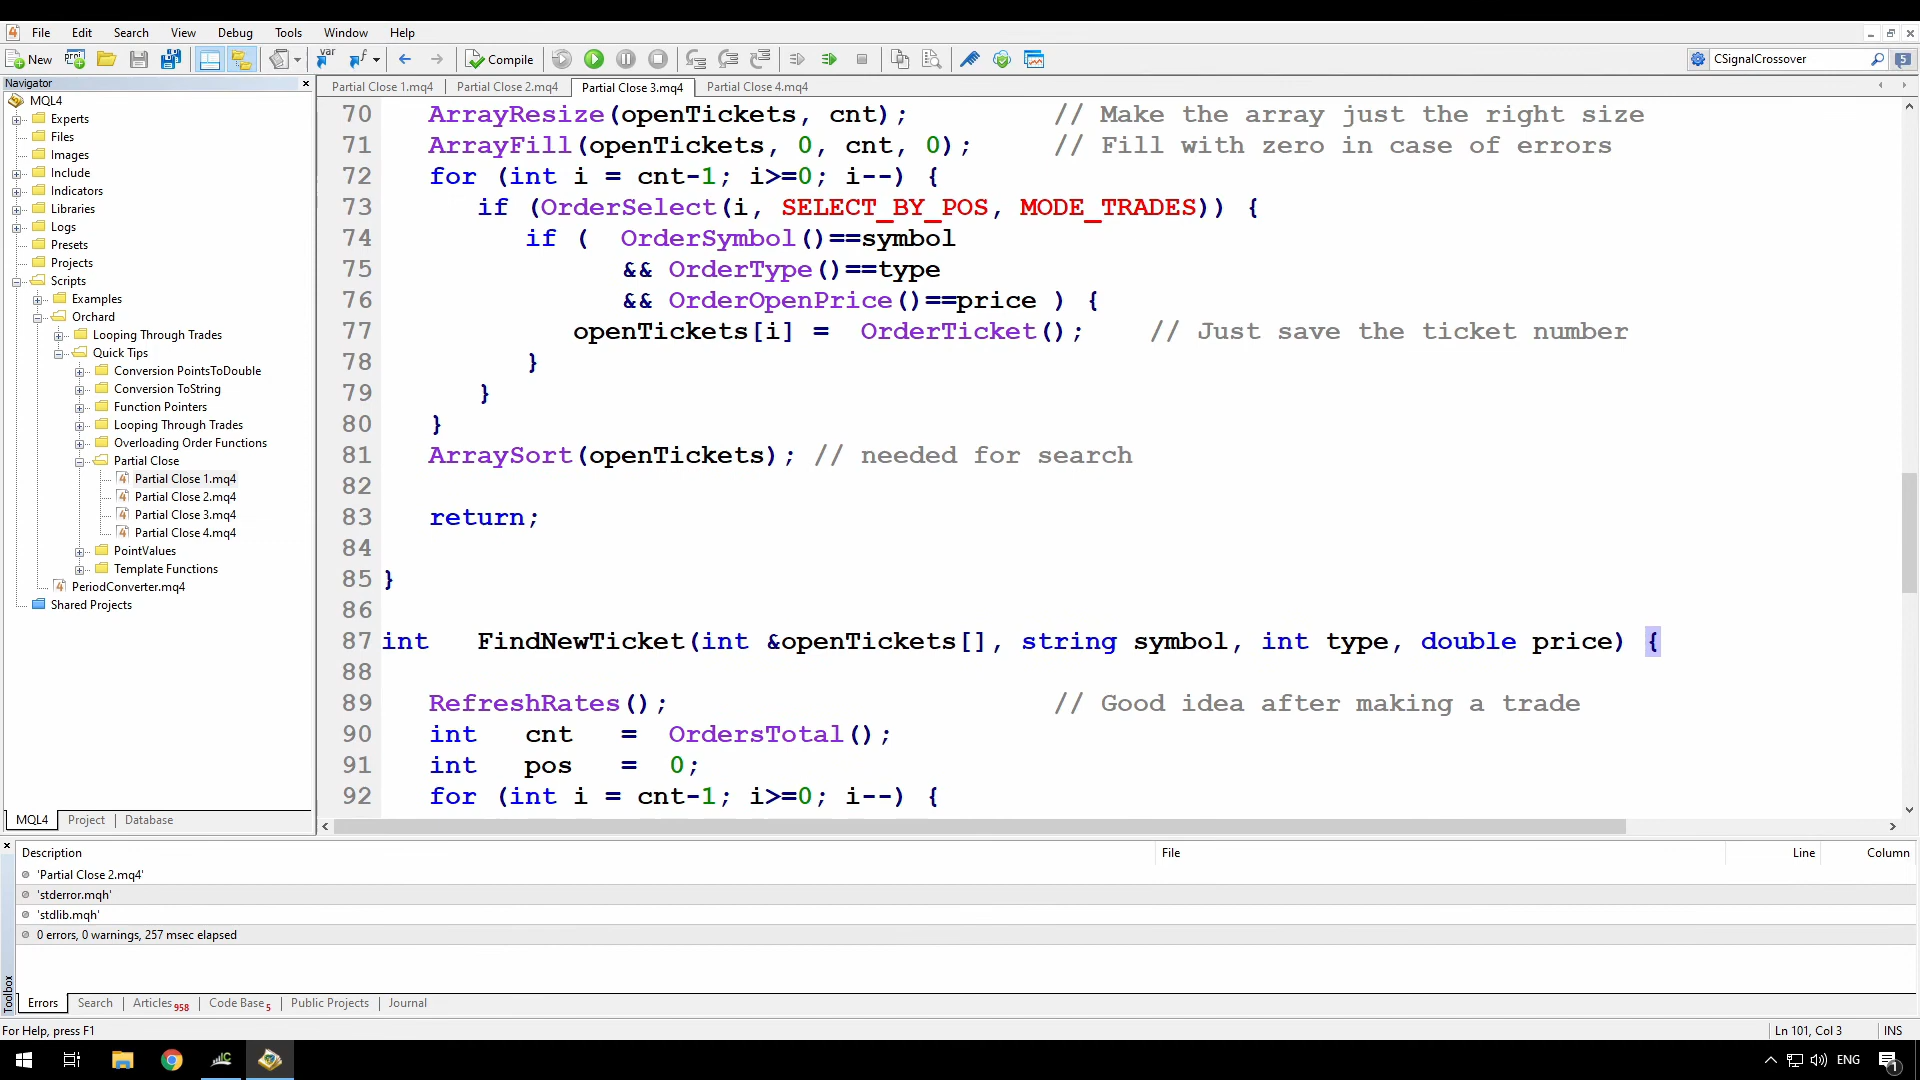 File Edit Search View Debug Tools Window Help
New Compile CSignalCrossover 5
Navigator
Partial Close 1.mq4 Partial Close 2.mq4 Partial Close 3.mq4 Partial Close 4.mq4
MQL4
Experts
Files
Images
Include
Indicators
Libraries
Logs
Presets
Projects
Scripts
Examples
Orchard
Looping Through Trades
Quick Tips
Conversion PointsToDouble
Conversion ToString
Function Pointers
Looping Through Trades
Overloading Order Functions
Partial Close
Partial Close 1.mq4
Partial Close 2.mq4
Partial Close 3.mq4
Partial Close 4.mq4
PointValues
Template Functions
PeriodConverter.mq4
Shared Projects
MQL4 Project Database
70 ArrayResize(openTickets, cnt); // Make the array just the right size
71 ArrayFill(openTickets, 0, cnt, 0); // Fill with zero in case of errors
72 for (int i = cnt-1; i>=0; i--) {
73 if (OrderSelect(i, SELECT_BY_POS, MODE_TRADES)) {
74 if ( OrderSymbol()==symbol
75 && OrderType()==type
76 && OrderOpenPrice()==price ) {
77 openTickets[i] = OrderTicket(); // Just save the ticket number
78 }
79 }
80 }
81 ArraySort(openTickets); // needed for search
82
83 return;
84
85 }
86
87 int FindNewTicket(int &openTickets[], string symbol, int type, double price) {
88
89 RefreshRates(); // Good idea after making a trade
90 int cnt = OrdersTotal();
91 int pos = 0;
92 for (int i = cnt-1; i>=0; i--) {
Description File Line Column
'Partial Close 2.mq4'
'stderror.mqh'
'stdlib.mqh'
0 errors, 0 warnings, 257 msec elapsed
Toolbox
Errors Search Articles 958 Code Base 5 Public Projects Journal
For Help, press F1 Ln 101, Col 3 INS
ENG 1